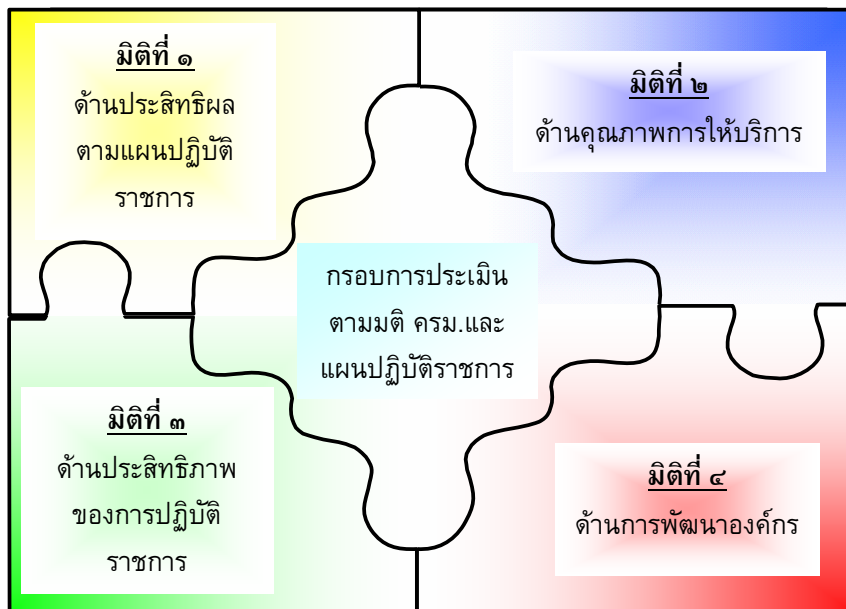 มิติที่ ๑
ด้านประสิทธิผล
ตามแผนปฏิบัติ
ราชการ
มิติที่ ๒
ด้านคุณภาพการให้บริการ
กรอบการประเมิน
ตามมติ ครม.และ
แผนปฏิบัติราชการ
มิติที่ ๓
ด้านประสิทธิภาพ
ของการปฏิบัติ
ราชการ
มิติที่ ๔
ด้านการพัฒนาองค์กร